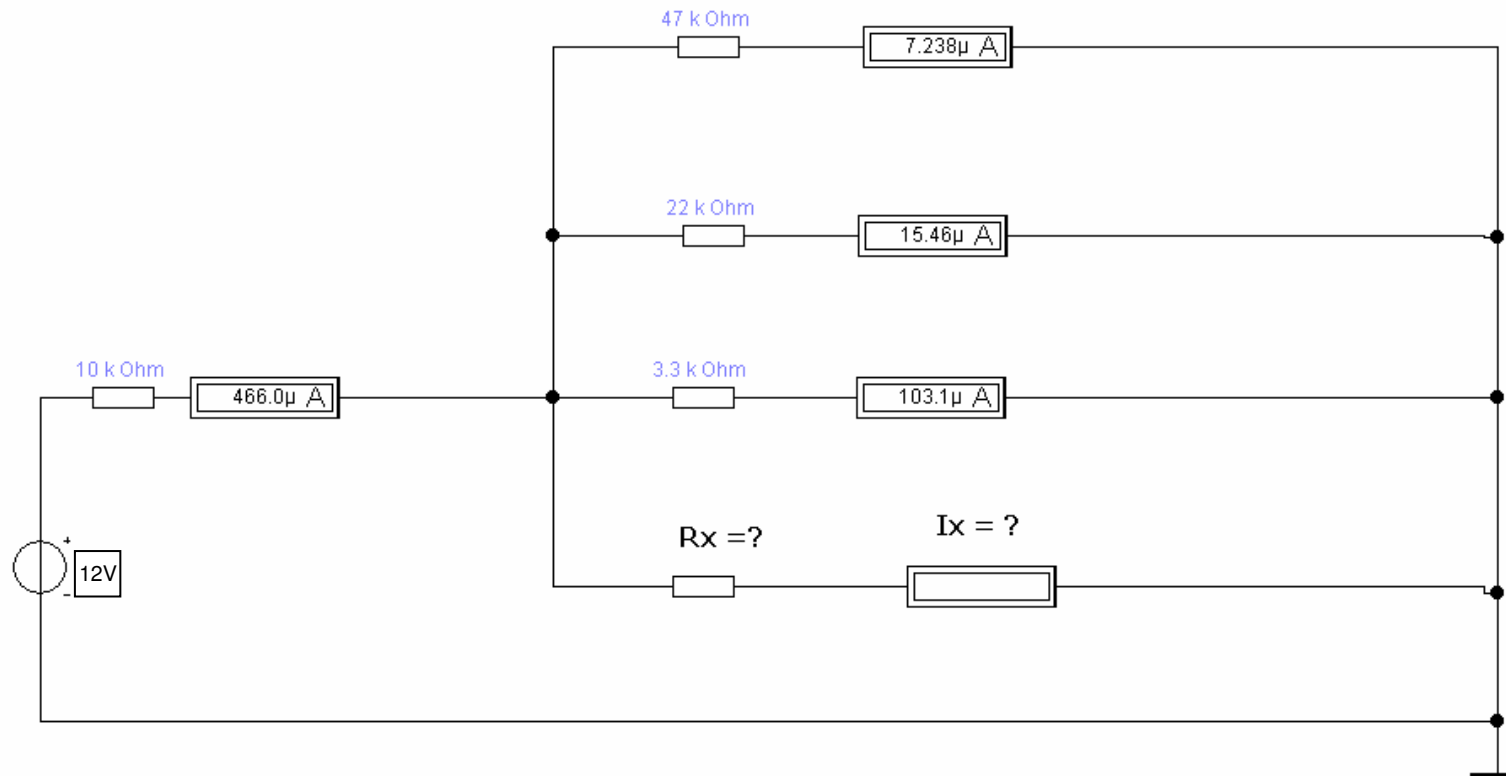 47 k Ohm
7.238µ A
22 k Ohm
15.46µ A
10 k Ohm
466.0µ A
3.3 k Ohm
103.1µ A
Rx =?
Ix = ?
+
12V
−